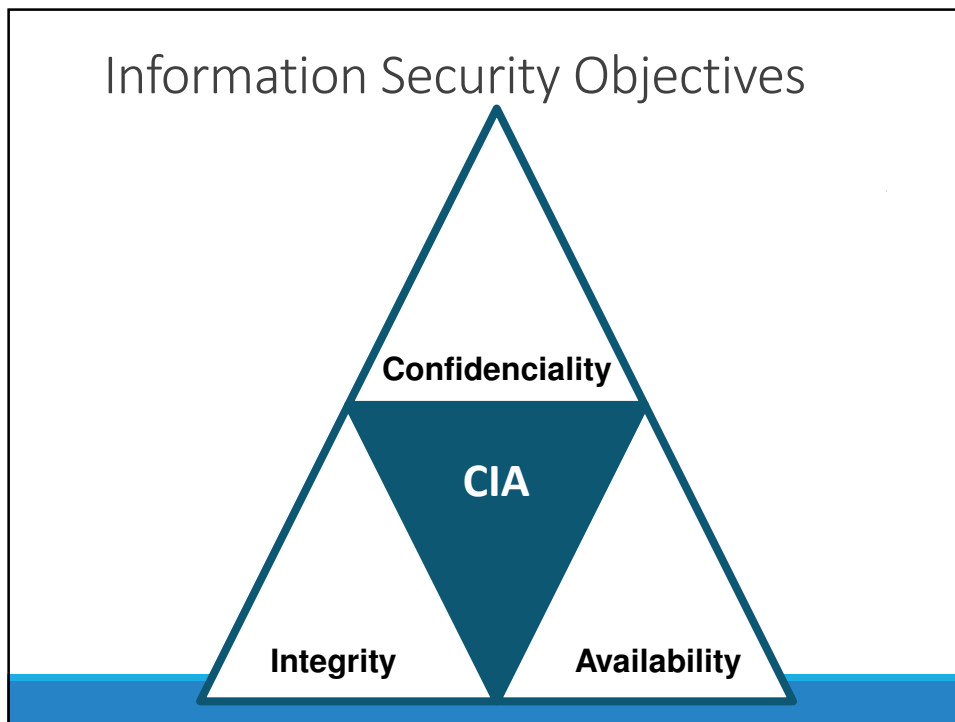 Information Security Objectives
Confidenciality
CIA
Integrity
Availability